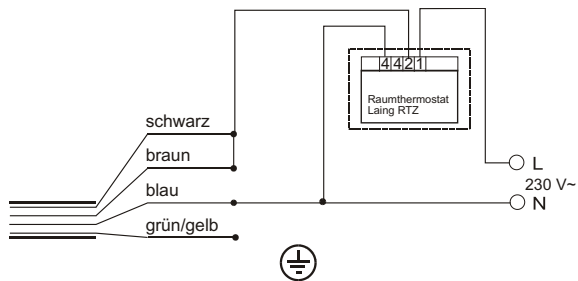 4 4 2 1
Raumthermostat
Laing RTZ
schwarz
braun
L
230 V~
blau
N
grün/gelb